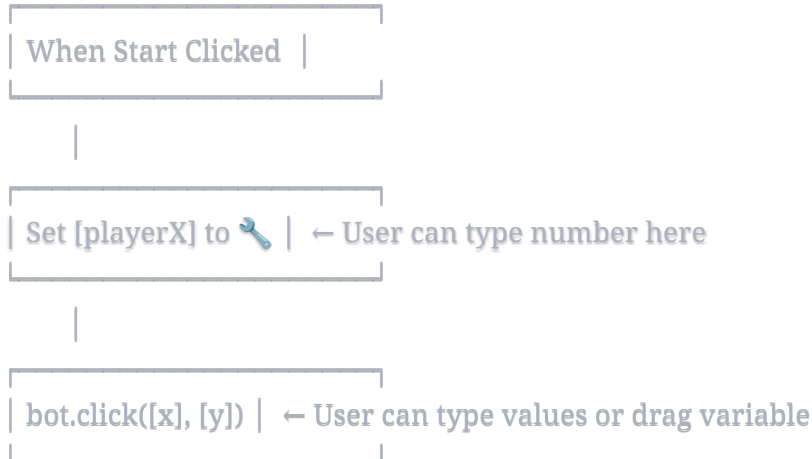 When Start Clicked
Set [playerX] to 🔧 ← User can type number here
bot.click([x], [y]) ← User can type values or drag variable